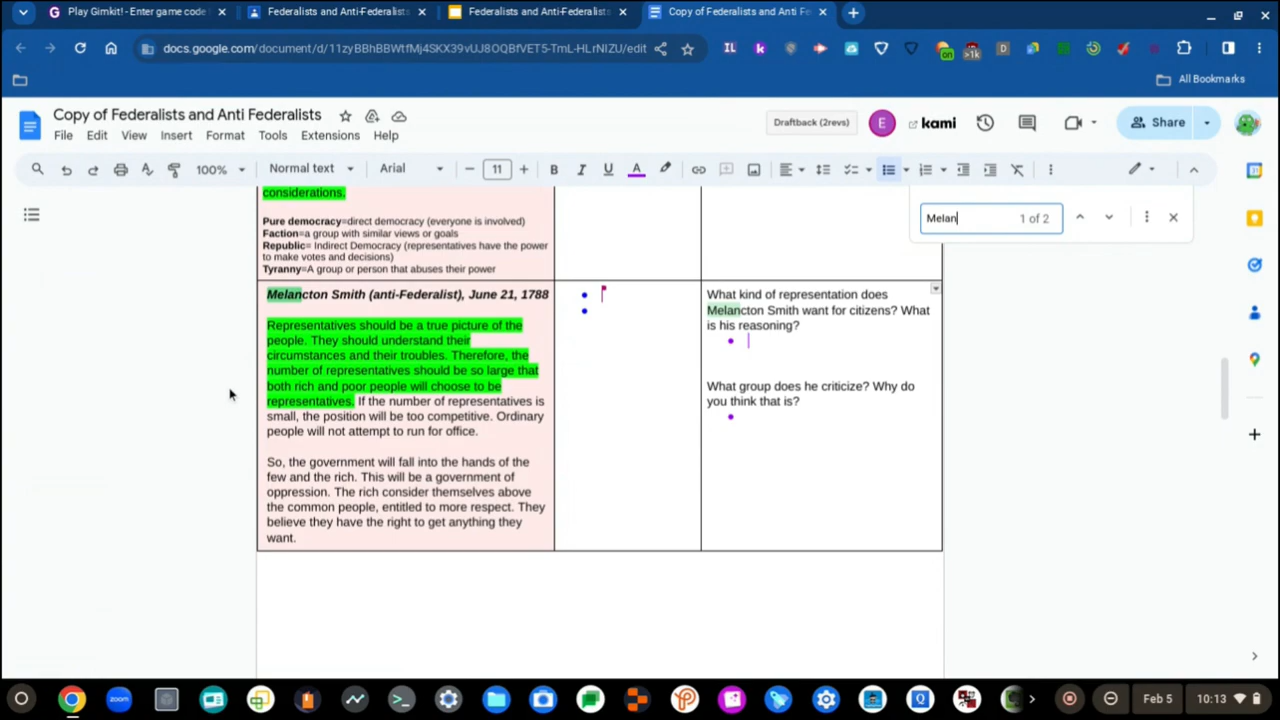 Play Gimkit! - Enter game code
Federalists and Anti-Federalists
Federalists and Anti-Federalists
Copy of Federalists and Anti Fe
docs.google.com/document/d/11zyBBhBBWtfMj4SKX39vUJ8OQBfVET5-TmL-HLrNIZU/edit
IL
k
on
>1k
D
All Bookmarks
Copy of Federalists and Anti Federalists
File Edit View Insert Format Tools Extensions Help
Draftback (2revs)
E
kami
Share
100%
Normal text
Arial
11
B
I
U
A
Melan
1 of 2
considerations.
Pure democracy=direct democracy (everyone is involved)
Faction=a group with similar views or goals
Republic= Indirect Democracy (representatives have the power
to make votes and decisions)
Tyranny=A group or person that abuses their power
Melancton Smith (anti-Federalist), June 21, 1788
Representatives should be a true picture of the
people. They should understand their
circumstances and their troubles. Therefore, the
number of representatives should be so large that
both rich and poor people will choose to be
representatives. If the number of representatives is
small, the position will be too competitive. Ordinary
people will not attempt to run for office.
So, the government will fall into the hands of the
few and the rich. This will be a government of
oppression. The rich consider themselves above
the common people, entitled to more respect. They
believe they have the right to get anything they
want.
What kind of representation does
Melancton Smith want for citizens? What
is his reasoning?
What group does he criticize? Why do
you think that is?
zoom
Q
Feb 5
10:13